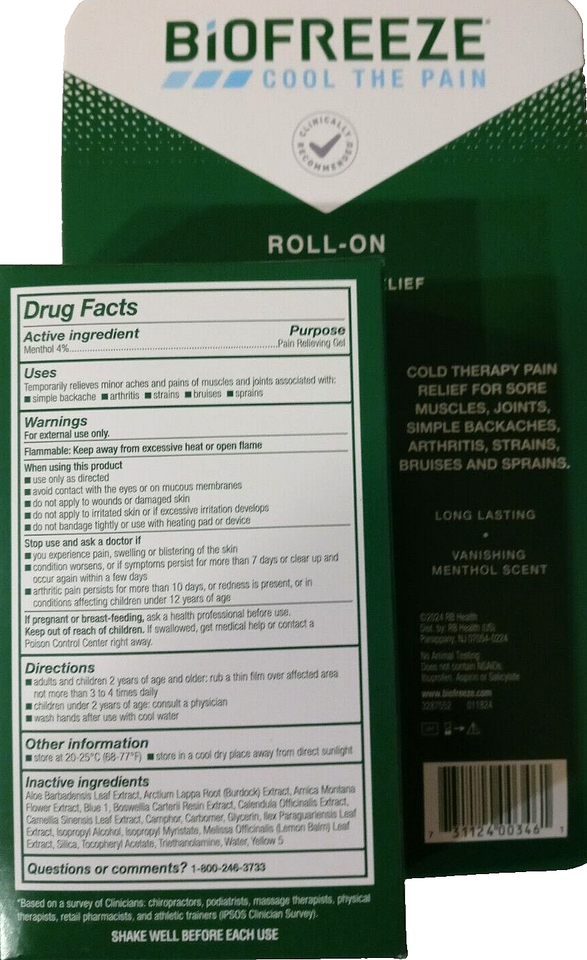 BiOFREEZE
COOL THE PAIN
CLINICALLY RECOMMENDED
ROLL-ON
LIEF
Drug Facts
Active ingredient Purpose
Menthol 4%..........Pain Relieving Gel
Uses
Temporarily relieves minor aches and pains of muscles and joints associated with:
■ simple backache ■ arthritis ■ strains ■ bruises ■ sprains
Warnings
For external use only.
Flammable: Keep away from excessive heat or open flame
When using this product
■ use only as directed
■ avoid contact with the eyes or on mucous membranes
■ do not apply to wounds or damaged skin
■ do not apply to irritated skin or if excessive irritation develops
■ do not bandage tightly or use with heating pad or device
Stop use and ask a doctor if
■ you experience pain, swelling or blistering of the skin
■ condition worsens, or if symptoms persist for more than 7 days or clear up and
occur again within a few days
■ arthritic pain persists for more than 10 days, or redness is present, or in
conditions affecting children under 12 years of age
If pregnant or breast-feeding, ask a health professional before use.
Keep out of reach of children. If swallowed, get medical help or contact a
Poison Control Center right away.
Directions
■ adults and children 2 years of age and older: rub a thin film over affected area
not more than 3 to 4 times daily
■ children under 2 years of age: consult a physician
■ wash hands after use with cool water
Other information
■ store at 20-25°C (68-77°F) ■ store in a cool dry place away from direct sunlight
Inactive ingredients
Aloe Barbadensis Leaf Extract, Arctium Lappa Root (Burdock) Extract, Arnica Montana
Flower Extract, Blue 1, Boswellia Carterii Resin Extract, Calendula Officinalis Extract,
Camellia Sinensis Leaf Extract, Camphor, Carbomer, Glycerin, Ilex Paraguariensis Leaf
Extract, Isopropyl Alcohol, Isopropyl Myristate, Melissa Officinalis (Lemon Balm) Leaf
Extract, Silica, Tocopheryl Acetate, Triethanolamine, Water, Yellow 5
Questions or comments? 1-800-246-3733
*Based on a survey of Clinicians: chiropractors, podiatrists, massage therapists, physical
therapists, retail pharmacists, and athletic trainers (IPSOS Clinician Survey).
SHAKE WELL BEFORE EACH USE
COLD THERAPY PAIN
RELIEF FOR SORE
MUSCLES, JOINTS,
SIMPLE BACKACHES,
ARTHRITIS, STRAINS,
BRUISES AND SPRAINS.
LONG LASTING
•
VANISHING
MENTHOL SCENT
©2024 RB Health
Dist. by: RB Health (US),
Parsippany, NJ 07054-0224
No Animal Testing
Does not contain NSAIDs,
Ibuprofen, Aspirin or Salicylate
www.biofreeze.com
3287552 011824
7 31124 00346 1